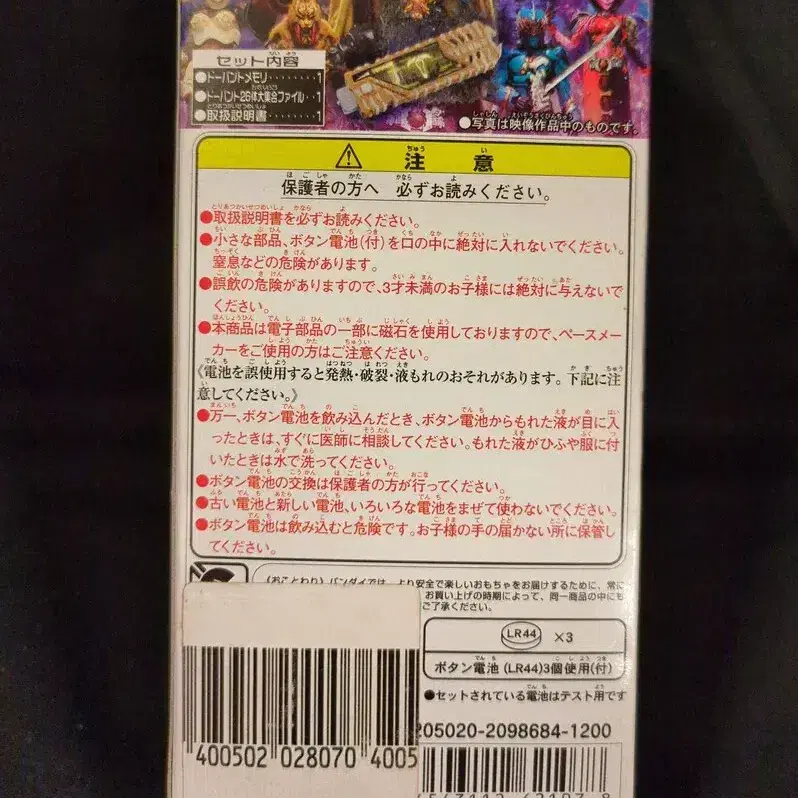 セット内容
●ドーパントメモリ・・・・・・・・1
●ドーパント26体大集合ファイル・・1
●取扱説明書・・・・・・・・・・1
●写真は映像作品中のものです。
⚠ 注意
保護者の方へ 必ずお読みください。
●取扱説明書を必ずお読みください。
●小さな部品、ボタン電池(付)を口の中に絶対に入れないでください。
窒息などの危険があります。
●誤飲の危険がありますので、3才未満のお子様には絶対に与えないで
ください。
●本商品は電子部品の一部に磁石を使用しておりますので、ペースメー
カーをご使用の方はご注意ください。
《電池を誤使用すると発熱・破裂・液もれのおそれがあります。下記に注
意してください。》
●万一、ボタン電池を飲み込んだとき、ボタン電池からもれた液が目に入
ったときは、すぐに医師に相談してください。もれた液がひふや服に付
いたときは水で洗ってください。
●ボタン電池の交換は保護者の方が行ってください。
●古い電池と新しい電池、いろいろな電池をまぜて使わないでください。
●ボタン電池は飲み込むと危険です。お子様の手の届かない所に保管し
てください。
《おことわり》バンダイでは、より安全で楽しいおもちゃをお届けするために、常に
お買い上げの時期によって、同一商品の中にも
ご了承ください。
LR44 ×3
ボタン電池(LR44)3個使用(付)
●セットされている電池はテスト用です
205020-2098684-1200
400502 028070 4005